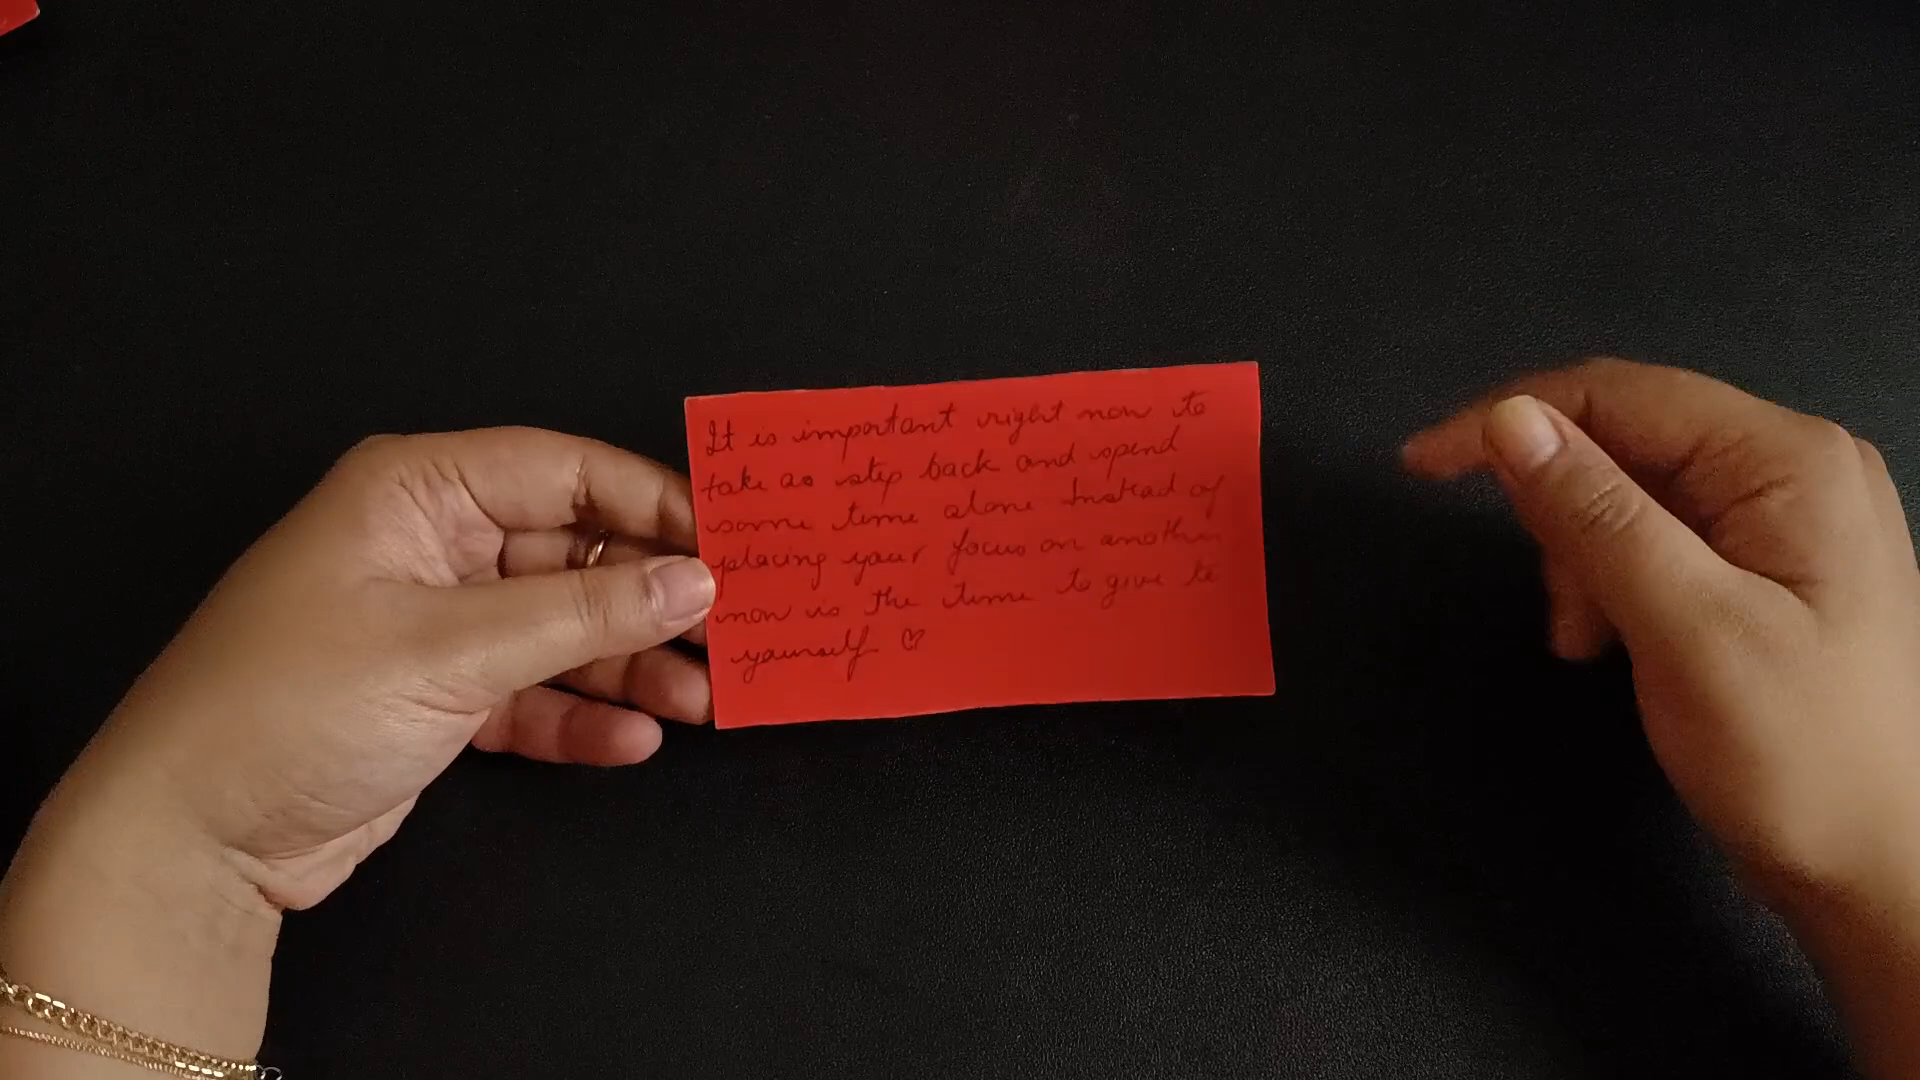 It is important right now to
take as step back and spend
some time alone Instead of
placing your focus on another
now is the time to give to
yourself ♡